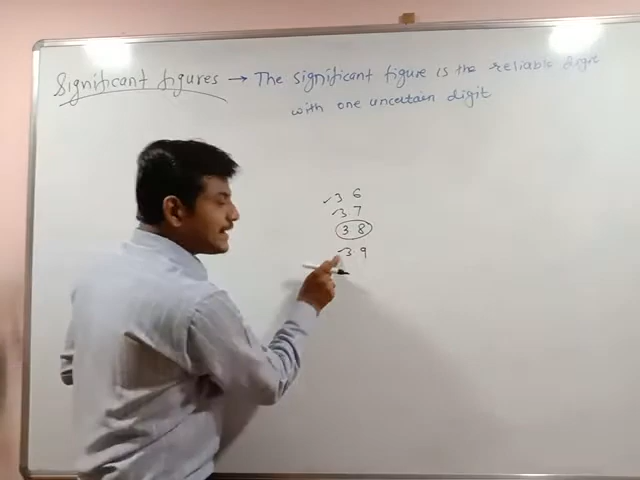 Significant figures → The significant figure is the reliable digit
with one uncertain digit
3 6
3 7
3 8
3 9